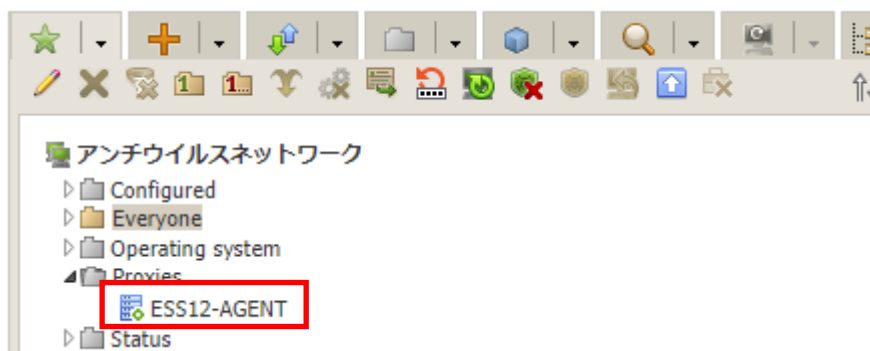 アンチウイルスネットワーク
Configured
Everyone
Operating system
Proxies
ESS12-AGENT
Status